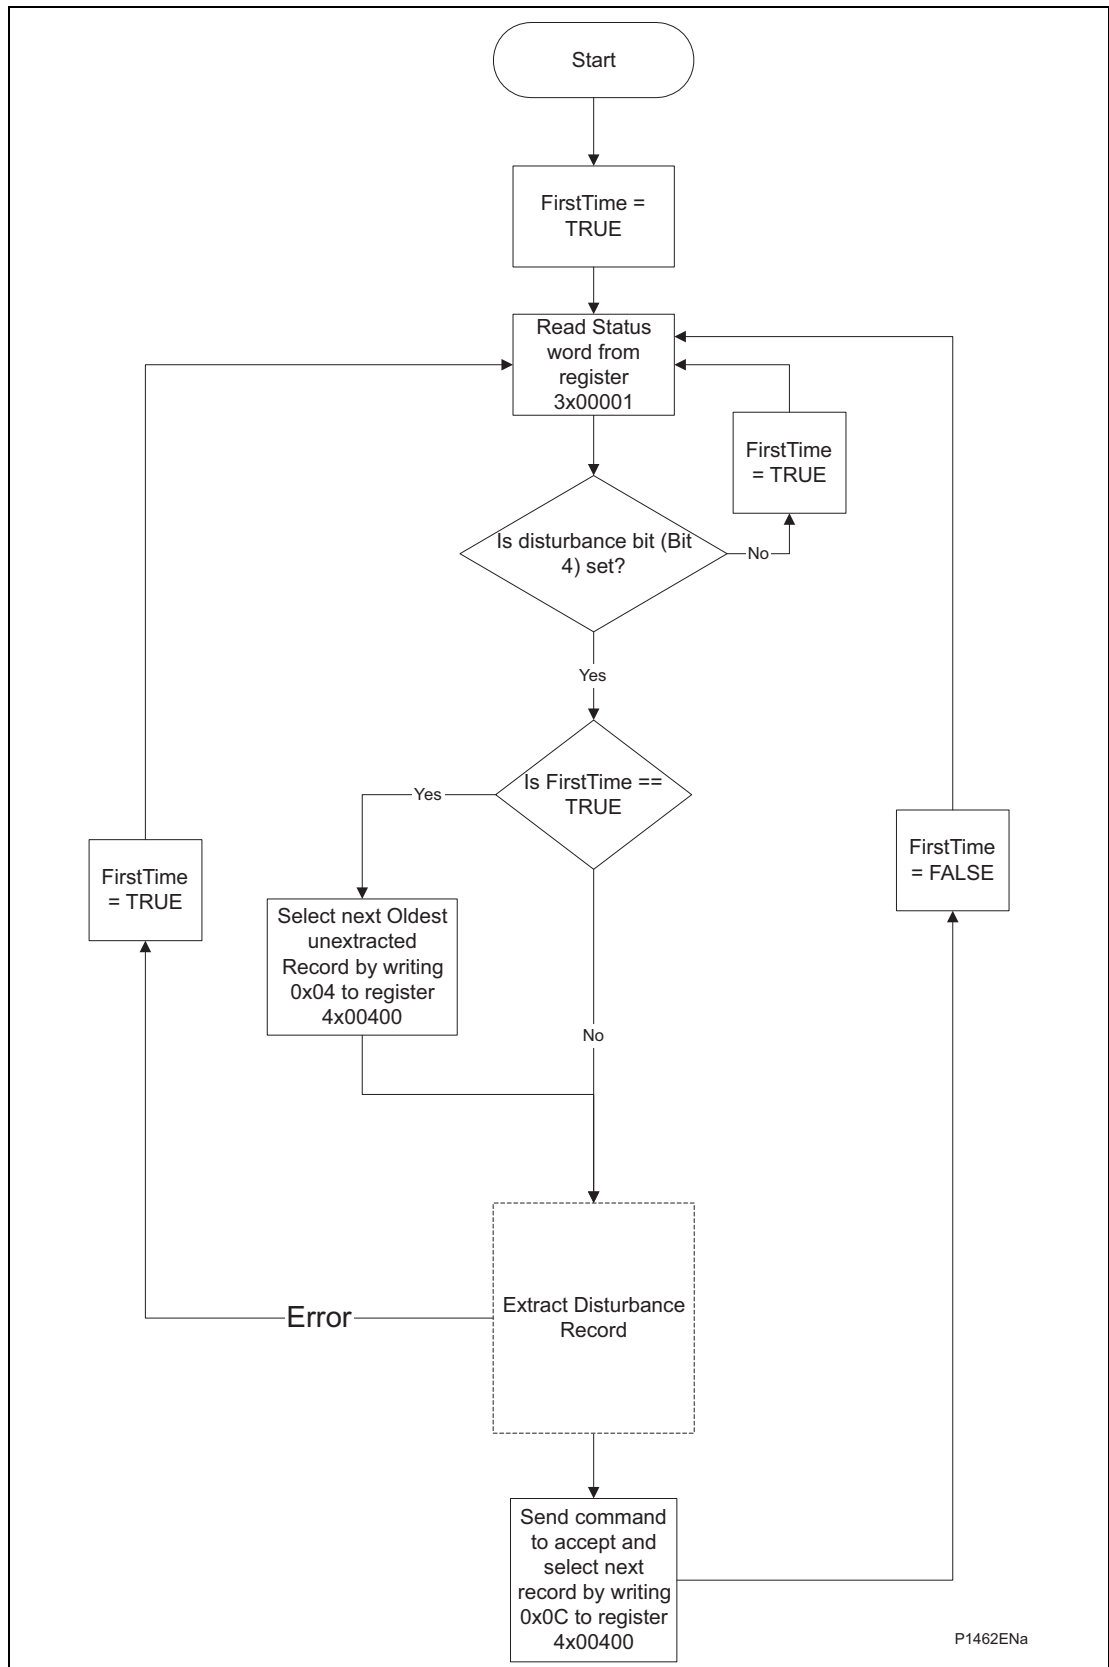 Start
FirstTime =
TRUE
Read Status
word from
register
3x00001
FirstTime
= TRUE
Is disturbance bit (Bit
4) set?
No
Yes
Is FirstTime ==
TRUE
Yes
FirstTime
= TRUE
FirstTime
= FALSE
Select next Oldest
unextracted
Record by writing
0x04 to register
4x00400
No
Extract Disturbance
Record
Error
Send command
to accept and
select next
record by writing
0x0C to register
4x00400
P1462ENa